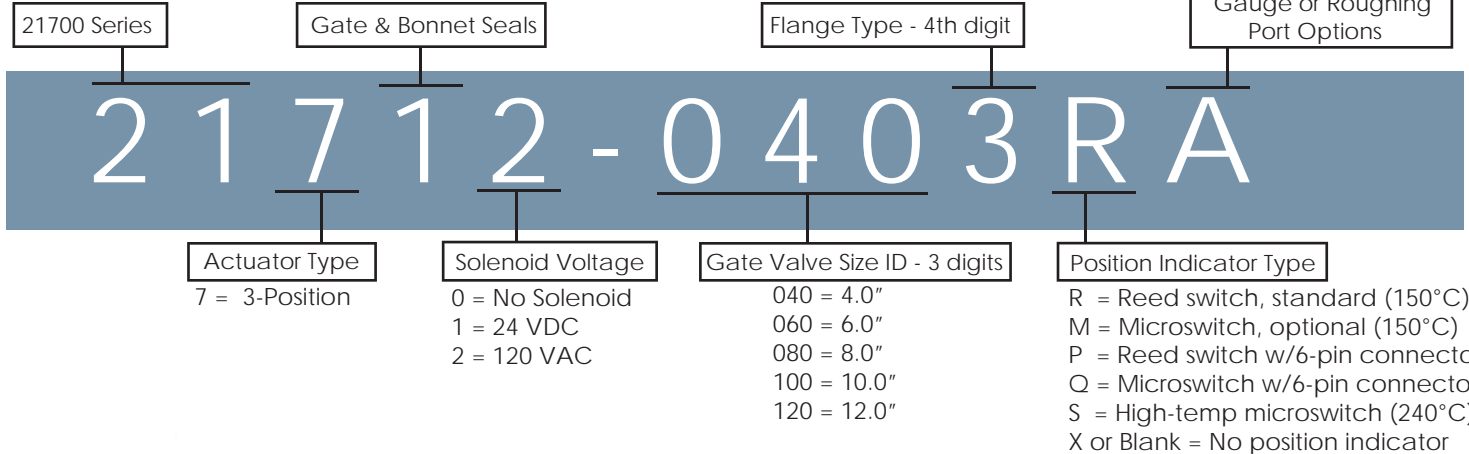 21700 Series
Gate & Bonnet Seals
Flange Type - 4th digit
Gauge or Roughing
Port Options
2 1 7 1 2 - 0 4 0 3 R A
Actuator Type
7 = 3-Position
Solenoid Voltage
0 = No Solenoid
1 = 24 VDC
2 = 120 VAC
Gate Valve Size ID - 3 digits
040 = 4.0"
060 = 6.0"
080 = 8.0"
100 = 10.0"
120 = 12.0"
Position Indicator Type
R = Reed switch, standard (150°C)
M = Microswitch, optional (150°C)
P = Reed switch w/6-pin connecto
Q = Microswitch w/6-pin connecto
S = High-temp microswitch (240°C)
X or Blank = No position indicator